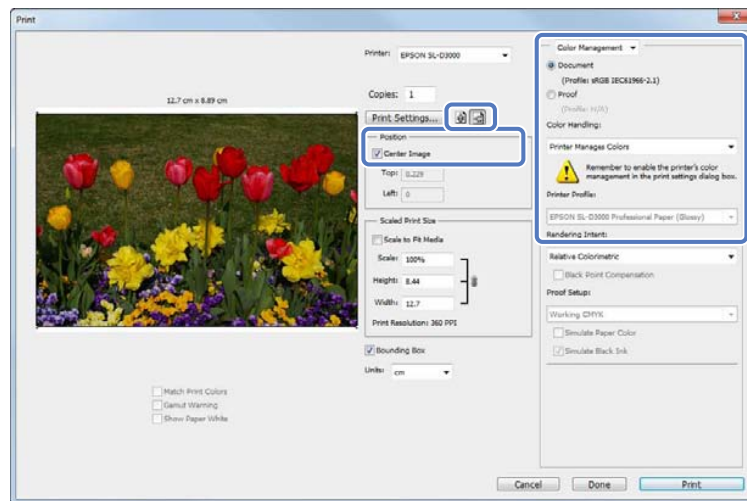 Print
12.7 cm x 8.89 cm
Match Print Colors
Gamut Warning
Show Paper White
Printer: EPSON SL-D3000
Copies: 1
Print Settings...
Position
Center Image
Top: 0.229
Left: 0
Scaled Print Size
Scale to Fit Media
Scale: 100%
Height: 8.44
Width: 12.7
Print Resolution: 360 PPI
Bounding Box
Units: cm
Color Management
Document
(Profile: sRGB IEC61966-2.1)
Proof
(Profile: N/A)
Color Handling:
Printer Manages Colors
Remember to enable the printer's color
management in the print settings dialog box.
Printer Profile:
EPSON SL-D3000 Professional Paper (Glossy)
Rendering Intent:
Relative Colorimetric
Black Point Compensation
Proof Setup:
Working CMYK
Simulate Paper Color
Simulate Black Ink
Cancel
Done
Print